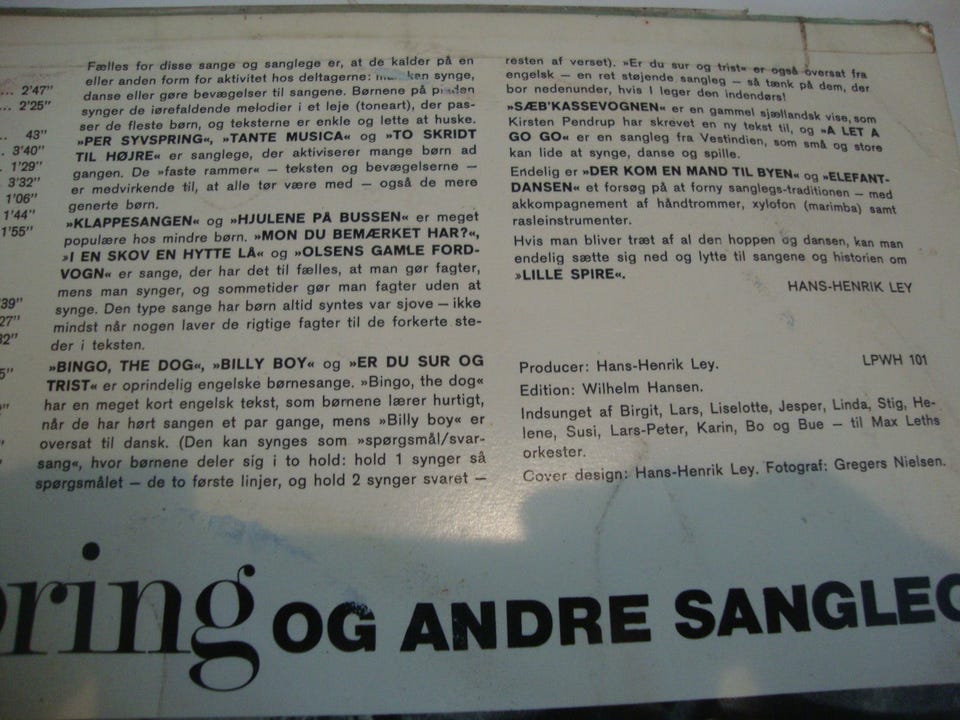 2'47"
2'25"
43"
3'40"
1'29"
3'32"
1'06"
1'44"
1'55"
39"
27"
32"
5"
Fælles for disse sange og sanglege er, at de kalder på en
eller anden form for aktivitet hos deltagerne: man kan synge,
danse eller gøre bevægelser til sangene. Børnene på pladen
synger de iørefaldende melodier i et leje (toneart), der pas-
ser de fleste børn, og teksterne er enkle og lette at huske.
»PER SYVSPRING«, »TANTE MUSICA« og »TO SKRIDT
TIL HØJRE« er sanglege, der aktiviserer mange børn ad
gangen. De »faste rammer« – teksten og bevægelserne –
er medvirkende til, at alle tør være med – også de mere
generte børn.
»KLAPPESANGEN« og »HJULENE PÅ BUSSEN« er meget
populære hos mindre børn. »MON DU BEMÆRKET HAR?«,
»I EN SKOV EN HYTTE LÅ« og »OLSENS GAMLE FORD-
VOGN« er sange, der har det til fælles, at man gør fagter,
mens man synger, og sommetider gør man fagter uden at
synge. Den type sange har børn altid syntes var sjove – ikke
mindst når nogen laver de rigtige fagter til de forkerte ste-
der i teksten.
»BINGO, THE DOG«, »BILLY BOY« og »ER DU SUR OG
TRIST« er oprindelig engelske børnesange. »Bingo, the dog«
har en meget kort engelsk tekst, som børnene lærer hurtigt,
når de har hørt sangen et par gange, mens »Billy boy« er
oversat til dansk. (Den kan synges som »spørgsmål/svar-
sang«, hvor børnene deler sig i to hold: hold 1 synger så
spørgsmålet – de to første linjer, og hold 2 synger svaret –
resten af verset). »Er du sur og trist« er også oversat fra
engelsk – en ret støjende sangleg – så tænk på dem, der
bor nedenunder, hvis I leger den indendørs!
»SÆB'KASSEVOGNEN« er en gammel sjællandsk vise, som
Kirsten Pendrup har skrevet en ny tekst til, og »A LET A
GO GO« er en sangleg fra Vestindien, som små og store
kan lide at synge, danse og spille.
Endelig er »DER KOM EN MAND TIL BYEN« og »ELEFANT-
DANSEN« et forsøg på at forny sanglegs-traditionen – med
akkompagnement af håndtrommer, xylofon (marimba) samt
rasleinstrumenter.
Hvis man bliver træt af al den hoppen og dansen, kan man
endelig sætte sig ned og lytte til sangene og historien om
»LILLE SPIRE«.
HANS-HENRIK LEY
Producer: Hans-Henrik Ley. LPWH 101
Edition: Wilhelm Hansen.
Indsunget af Birgit, Lars, Liselotte, Jesper, Linda, Stig, He-
lene, Susi, Lars-Peter, Karin, Bo og Bue – til Max Leths
orkester.
Cover design: Hans-Henrik Ley. Fotograf: Gregers Nielsen.
pring OG ANDRE SANGLEG